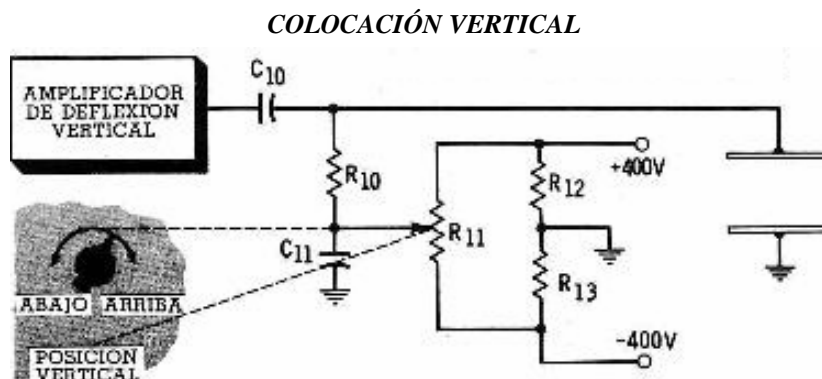 COLOCACIÓN VERTICAL
AMPLIFICADOR
DE DEFLEXION
VERTICAL
C10
R10
C11
R11
R12
R13
+400V
-400V
ABAJO ARRIBA
POSICION
VERTICAL